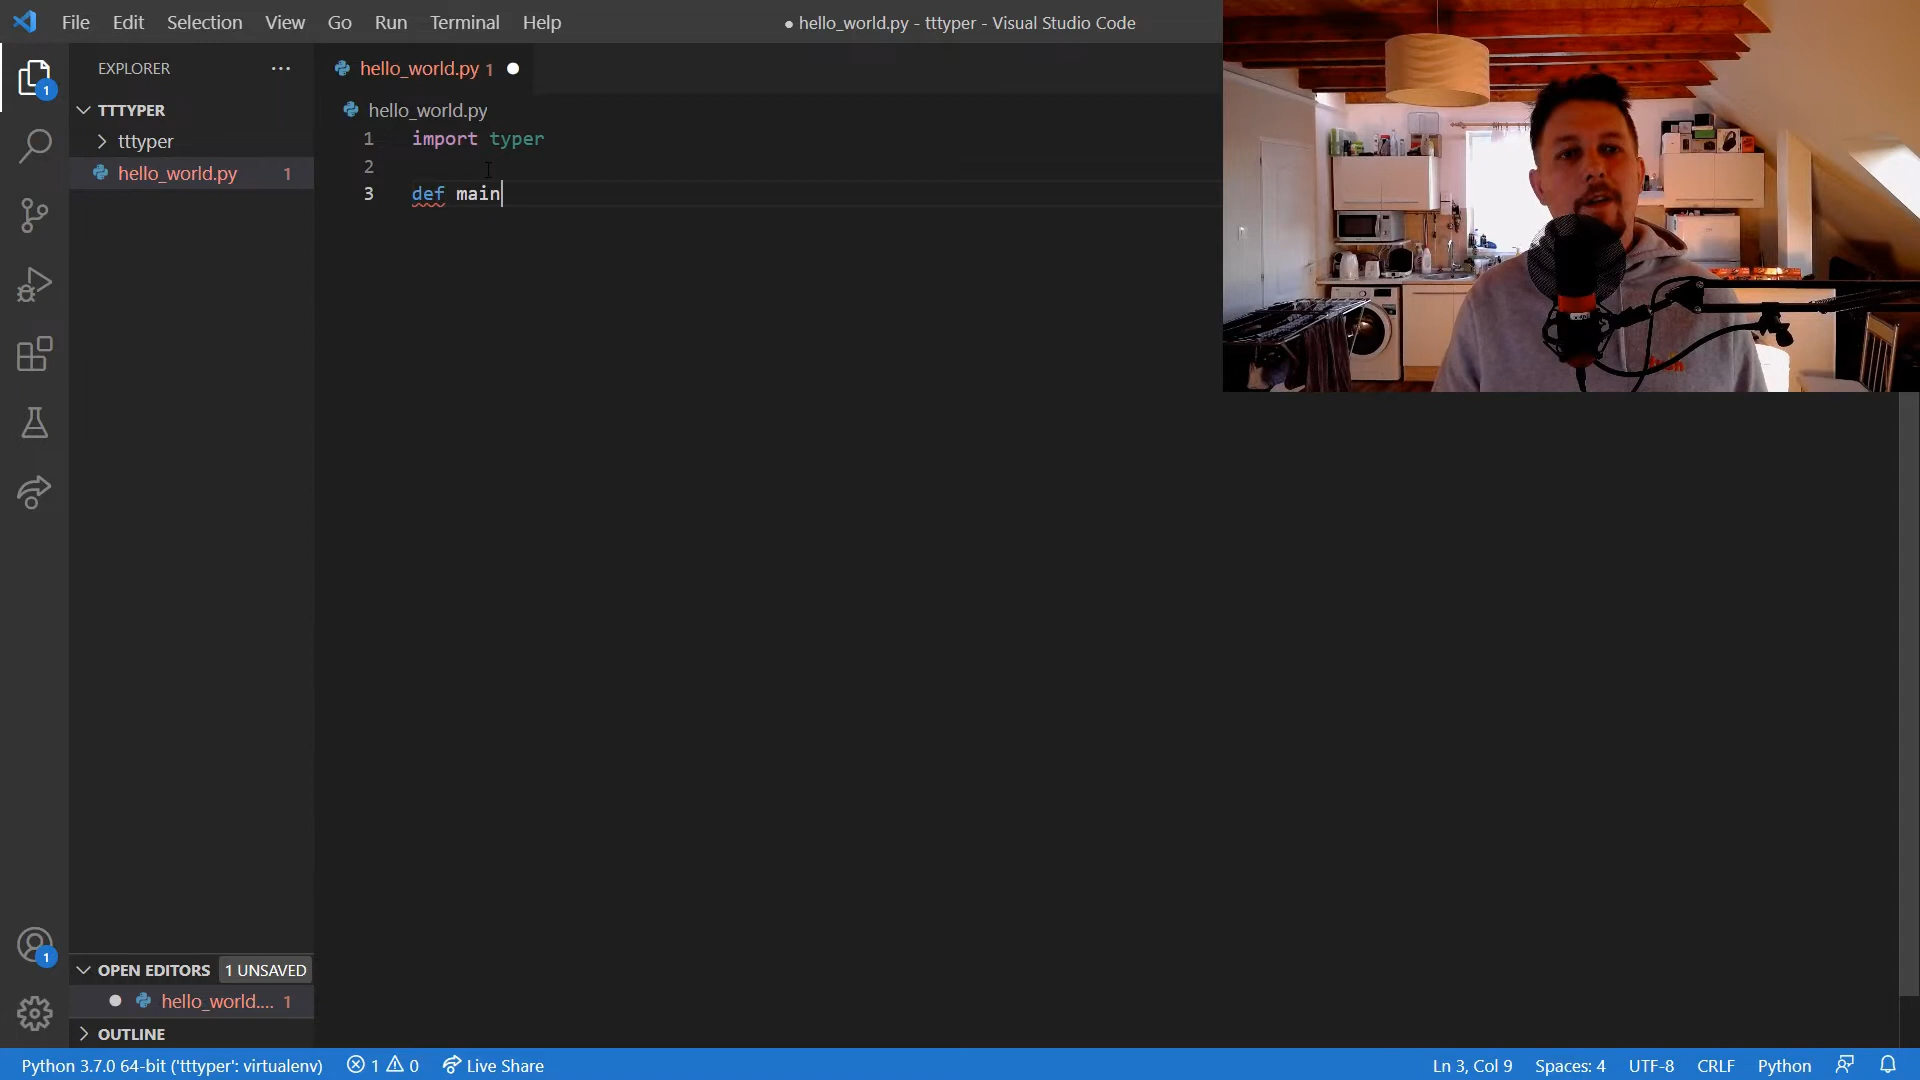 File Edit Selection View Go Run Terminal Help
● hello_world.py - tttyper - Visual Studio Code
EXPLORER ···
TTTYPER
tttyper
hello_world.py 1
hello_world.py 1 ●
hello_world.py
1 import typer
2
3 def main
1
1
OPEN EDITORS 1 UNSAVED
● hello_world.... 1
OUTLINE
Python 3.7.0 64-bit ('tttyper': virtualenv) 1 0 Live Share Ln 3, Col 9 Spaces: 4 UTF-8 CRLF Python